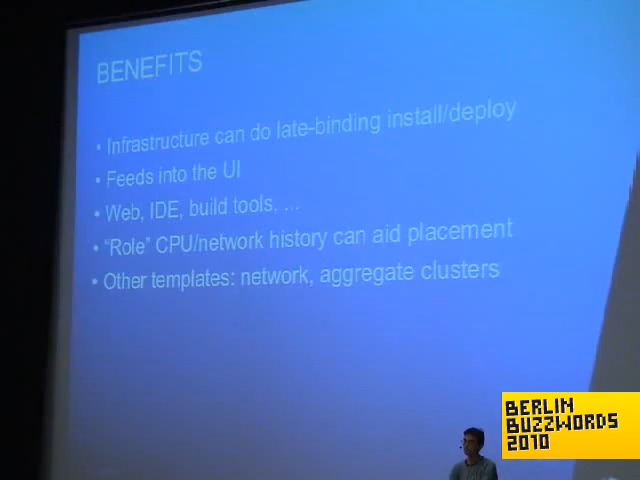 BENEFITS
• Infrastructure can do late-binding install/deploy
• Feeds into the UI
• Web, IDE, build tools, ...
• “Role” CPU/network history can aid placement
• Other templates: network, aggregate clusters
BERLIN
BUZZWORDS
2010